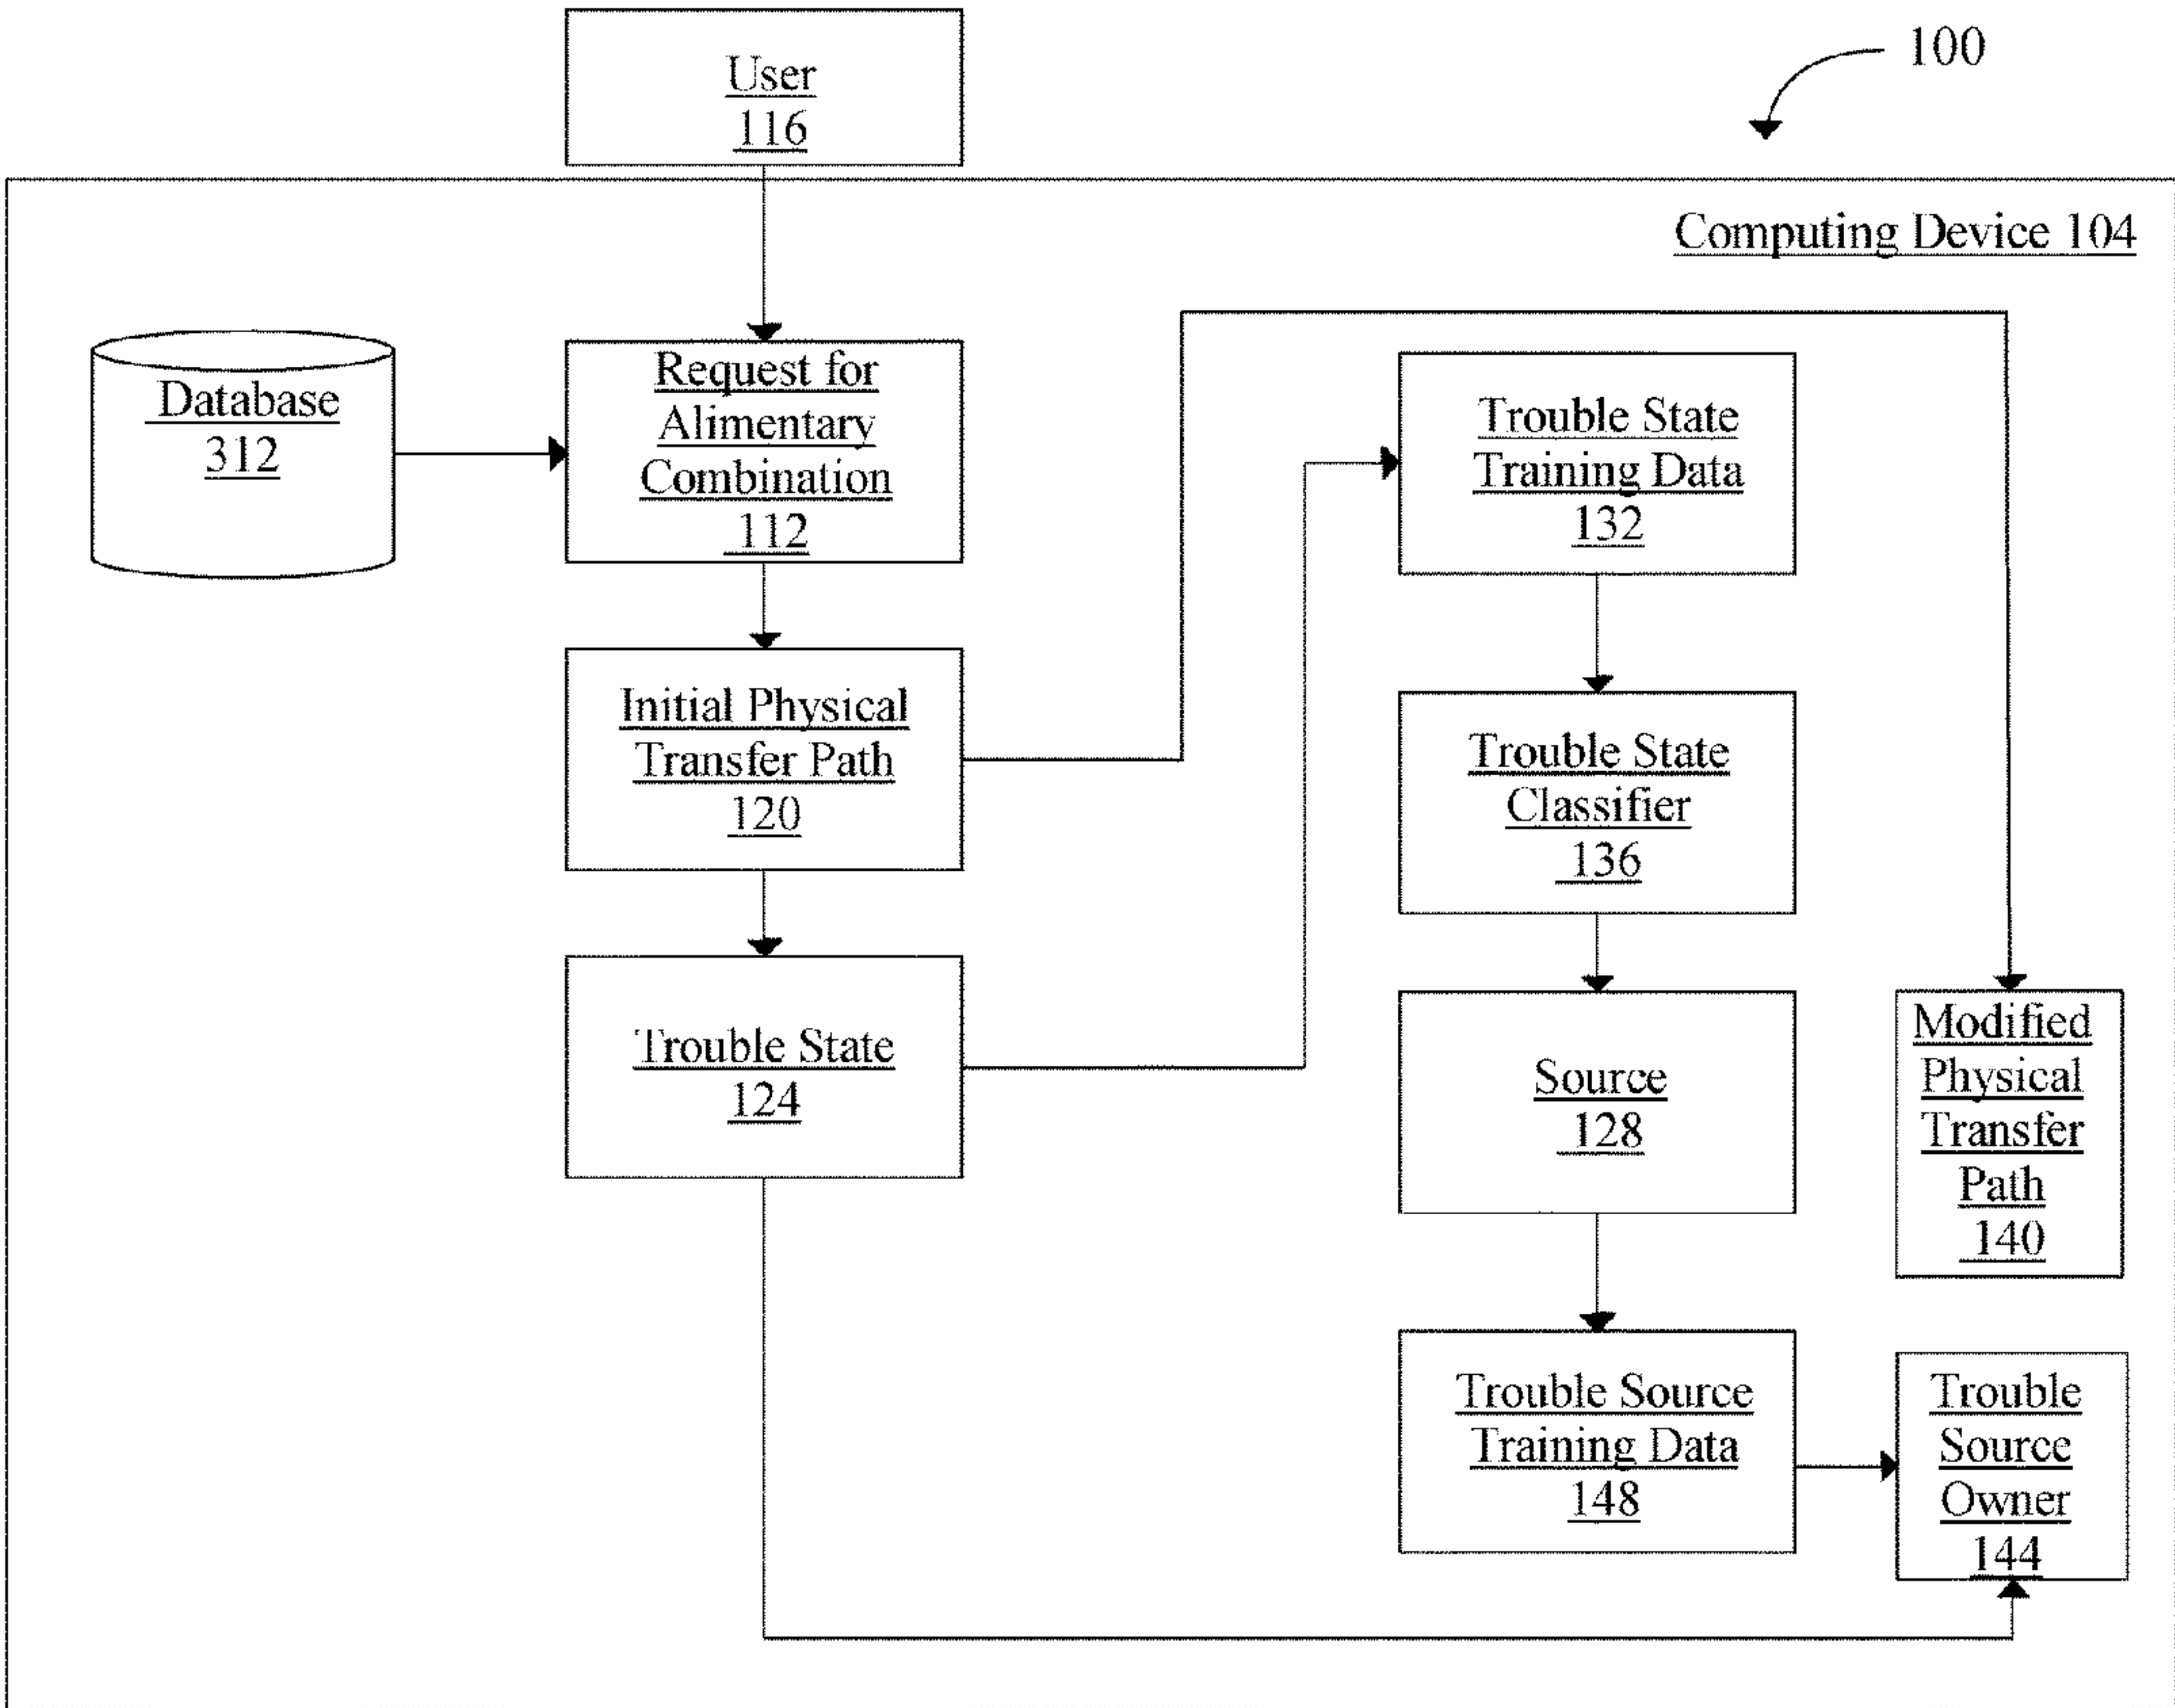 User
116
100
Computing Device 104
Database
312
Request for
Alimentary
Combination
112
Initial Physical
Transfer Path
120
Trouble State
124
Trouble State
Training Data
132
Trouble State
Classifier
136
Source
128
Trouble Source
Training Data
148
Modified
Physical
Transfer
Path
140
Trouble
Source
Owner
144